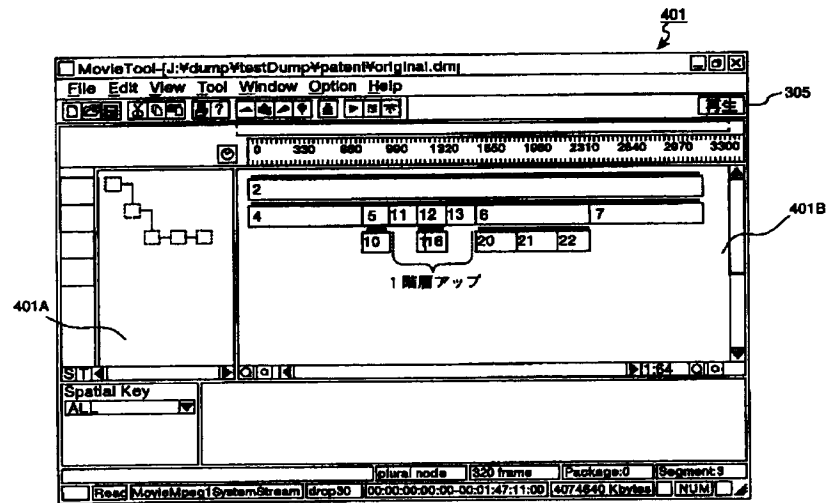 401
MovieTool-[J:¥dump¥testDump¥patent¥original.dmp
File Edit View Tool Window Option Help
再生
305
0 330 660 990 1320 1650 1980 2310 2640 2970 3300
2
4 5 11 12 13 6 7
10 16 20 21 22
1階層アップ
401A
401B
S T
1:64
Spatial Key
ALL
plural node 320 frame Package:0 Segment:3
Read MovieMpeg1SystemStream drop30 00:00:00:00-00:01:47:11:00 4074640 Kbytes NUM